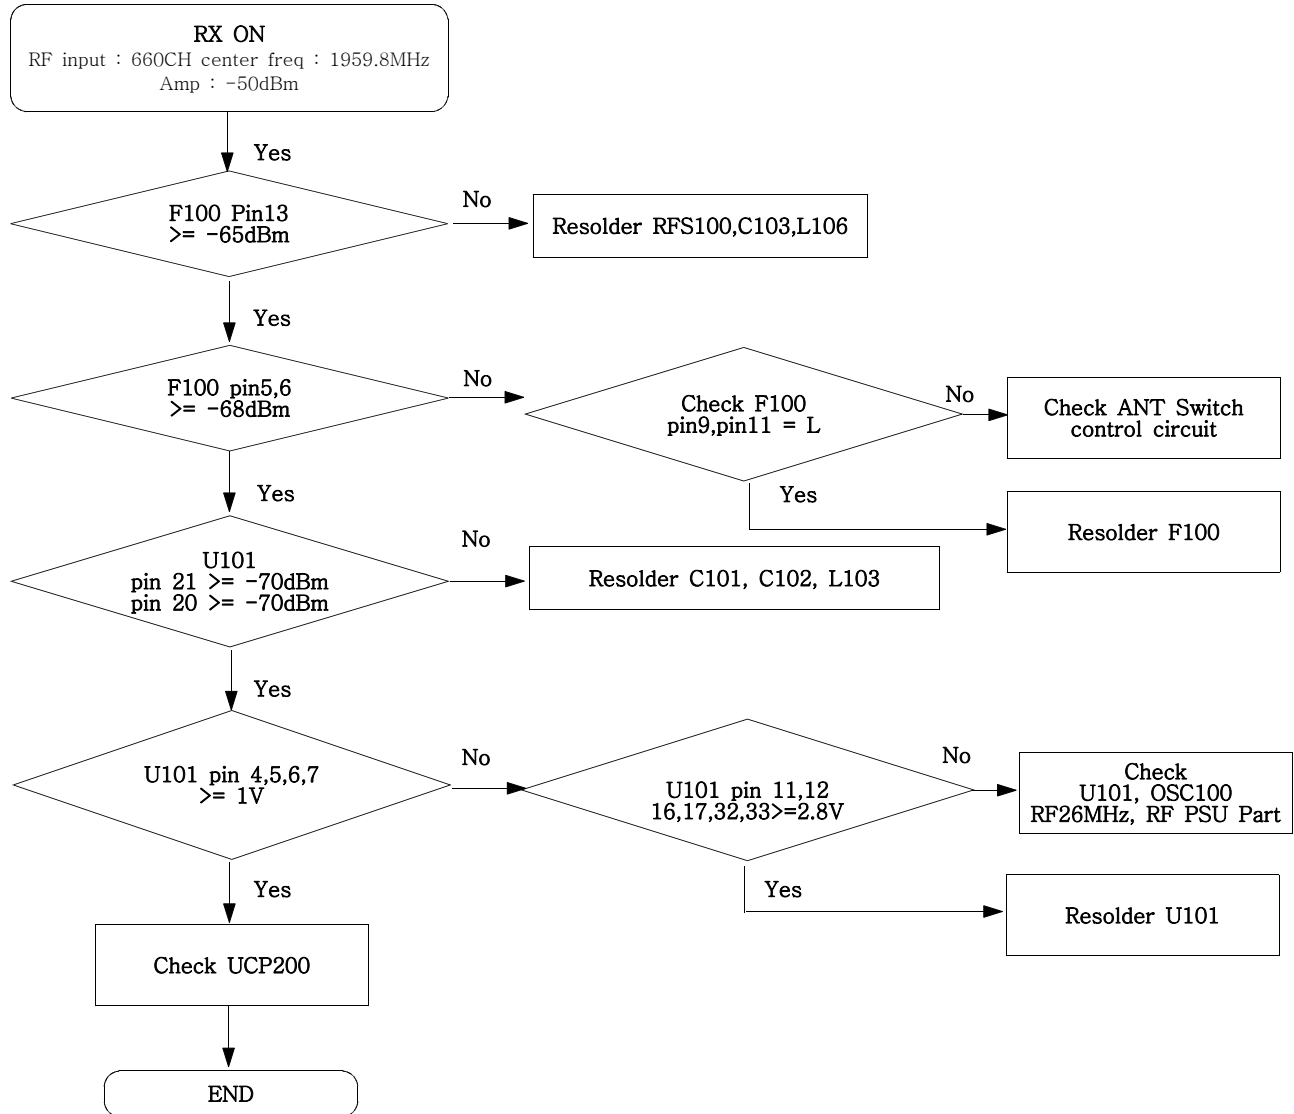 RX ON
RF input : 660CH center freq : 1959.8MHz
Amp : -50dBm
Yes
F100 Pin13
>= -65dBm
No
Resolder RFS100,C103,L106
Yes
F100 pin5,6
>= -68dBm
No
Check F100
pin9,pin11 = L
No
Check ANT Switch
control circuit
Yes
Resolder F100
Yes
U101
pin 21 >= -70dBm
pin 20 >= -70dBm
No
Resolder C101, C102, L103
Yes
U101 pin 4,5,6,7
>= 1V
No
U101 pin 11,12
16,17,32,33>=2.8V
No
Check
U101, OSC100
RF26MHz, RF PSU Part
Yes
Resolder U101
Yes
Check UCP200
END